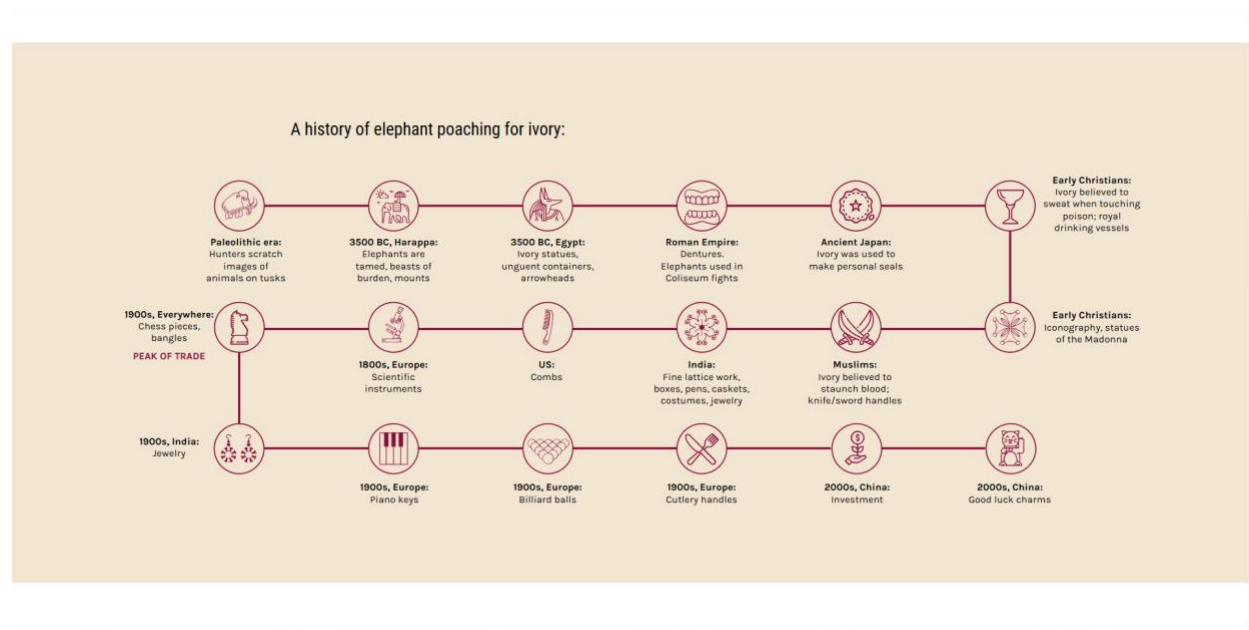 A history of elephant poaching for ivory:
Paleolithic era:
Hunters scratch
images of
animals on tusks
3500 BC, Harappa:
Elephants are
tamed, beasts of
burden, mounts
3500 BC, Egypt:
Ivory statues,
unguent containers,
arrowheads
Roman Empire:
Dentures.
Elephants used in
Coliseum fights
Ancient Japan:
Ivory was used to
make personal seals
Early Christians:
Ivory believed to
sweat when touching
poison; royal
drinking vessels
Early Christians:
Iconography, statues
of the Madonna
Muslims:
Ivory believed to
staunch blood;
knife/sword handles
India:
Fine lattice work,
boxes, pens, caskets,
costumes, jewelry
US:
Combs
1800s, Europe:
Scientific
instruments
1900s, Everywhere:
Chess pieces,
bangles
PEAK OF TRADE
1900s, India:
Jewelry
1900s, Europe:
Piano keys
1900s, Europe:
Billiard balls
1900s, Europe:
Cutlery handles
2000s, China:
Investment
2000s, China:
Good luck charms